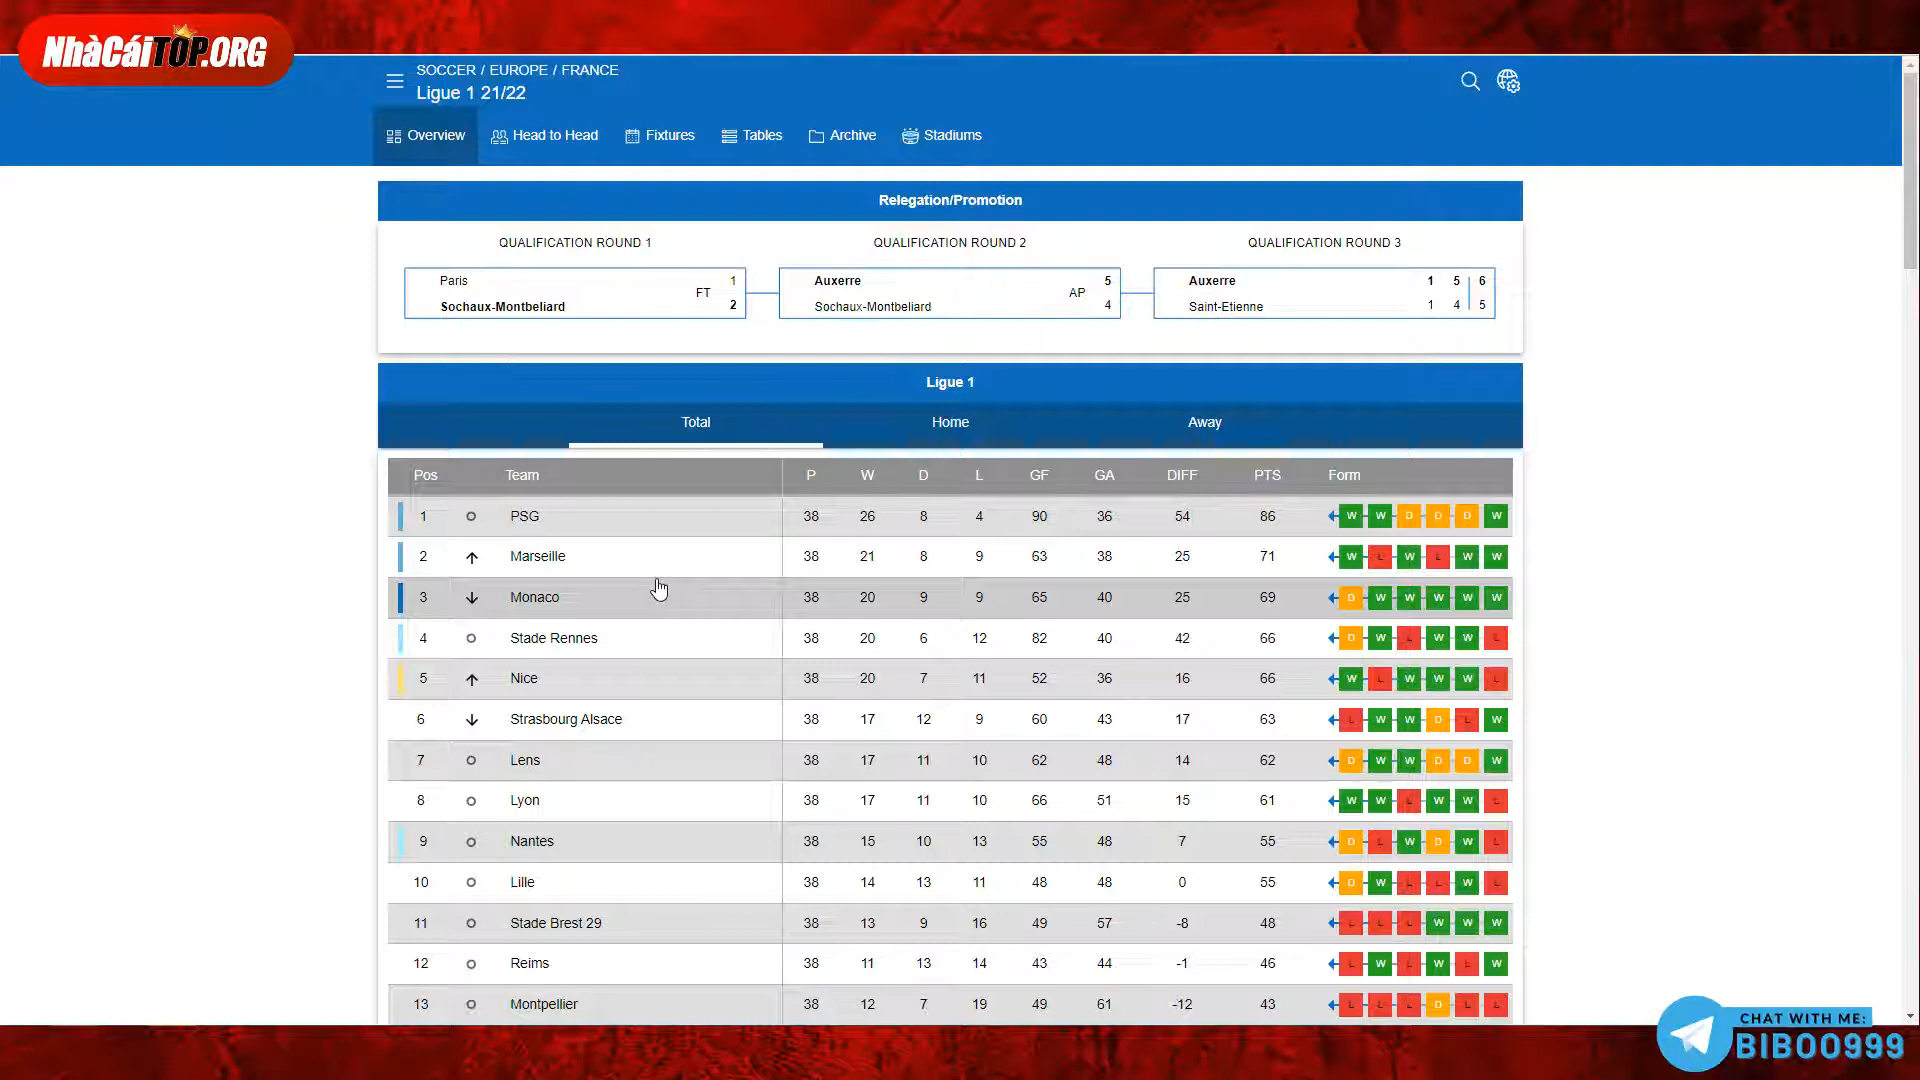 NhàCáiTOP.ORG
SOCCER / EUROPE / FRANCE
Ligue 1 21/22
Overview Head to Head Fixtures Tables Archive Stadiums
Relegation/Promotion
QUALIFICATION ROUND 1 QUALIFICATION ROUND 2 QUALIFICATION ROUND 3
Paris 1 Auxerre 5 Auxerre 1 5 6
FT AP
Sochaux-Montbeliard 2 Sochaux-Montbeliard 4 Saint-Etienne 1 4 5
Ligue 1
Total Home Away
Pos Team P W D L GF GA DIFF PTS Form
1 PSG 38 26 8 4 90 36 54 86 W W D D D W
2 Marseille 38 21 8 9 63 38 25 71 W L W L W W
3 Monaco 38 20 9 9 65 40 25 69 D W W W W W
4 Stade Rennes 38 20 6 12 82 40 42 66 D W L W W L
5 Nice 38 20 7 11 52 36 16 66 W L W W W L
6 Strasbourg Alsace 38 17 12 9 60 43 17 63 L W W D L W
7 Lens 38 17 11 10 62 48 14 62 D W W D D W
8 Lyon 38 17 11 10 66 51 15 61 W W L W W L
9 Nantes 38 15 10 13 55 48 7 55 D L W D W L
10 Lille 38 14 13 11 48 48 0 55 D W L L W L
11 Stade Brest 29 38 13 9 16 49 57 -8 48 L L L W W W
12 Reims 38 11 13 14 43 44 -1 46 L W L W L W
13 Montpellier 38 12 7 19 49 61 -12 43 L L L D L L
CHAT WITH ME:
BIBOO999